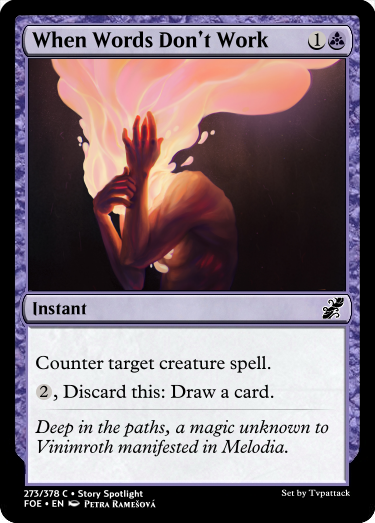 When Words Don't Work 1
Instant
Counter target creature spell.
2, Discard this: Draw a card.
Deep in the paths, a magic unknown to
Vinimroth manifested in Melodia.
273/378 C • Story Spotlight
FOE • EN Petra Ramešová
Set by Tvpattack